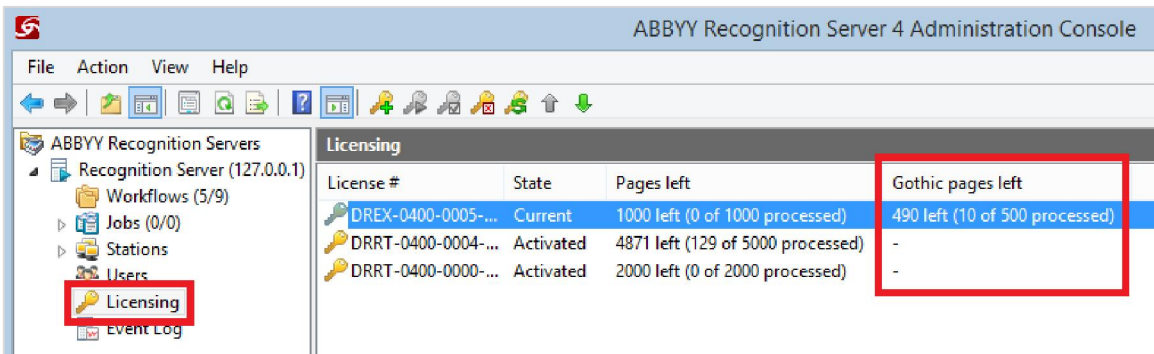 ABBYY Recognition Server 4 Administration Console
File Action View Help
ABBYY Recognition Servers
Recognition Server (127.0.0.1)
Workflows (5/9)
Jobs (0/0)
Stations
Users
Licensing
Event Log
Licensing
License # State Pages left Gothic pages left
DREX-0400-0005-... Current 1000 left (0 of 1000 processed) 490 left (10 of 500 processed)
DRRT-0400-0004-... Activated 4871 left (129 of 5000 processed) -
DRRT-0400-0000-... Activated 2000 left (0 of 2000 processed) -